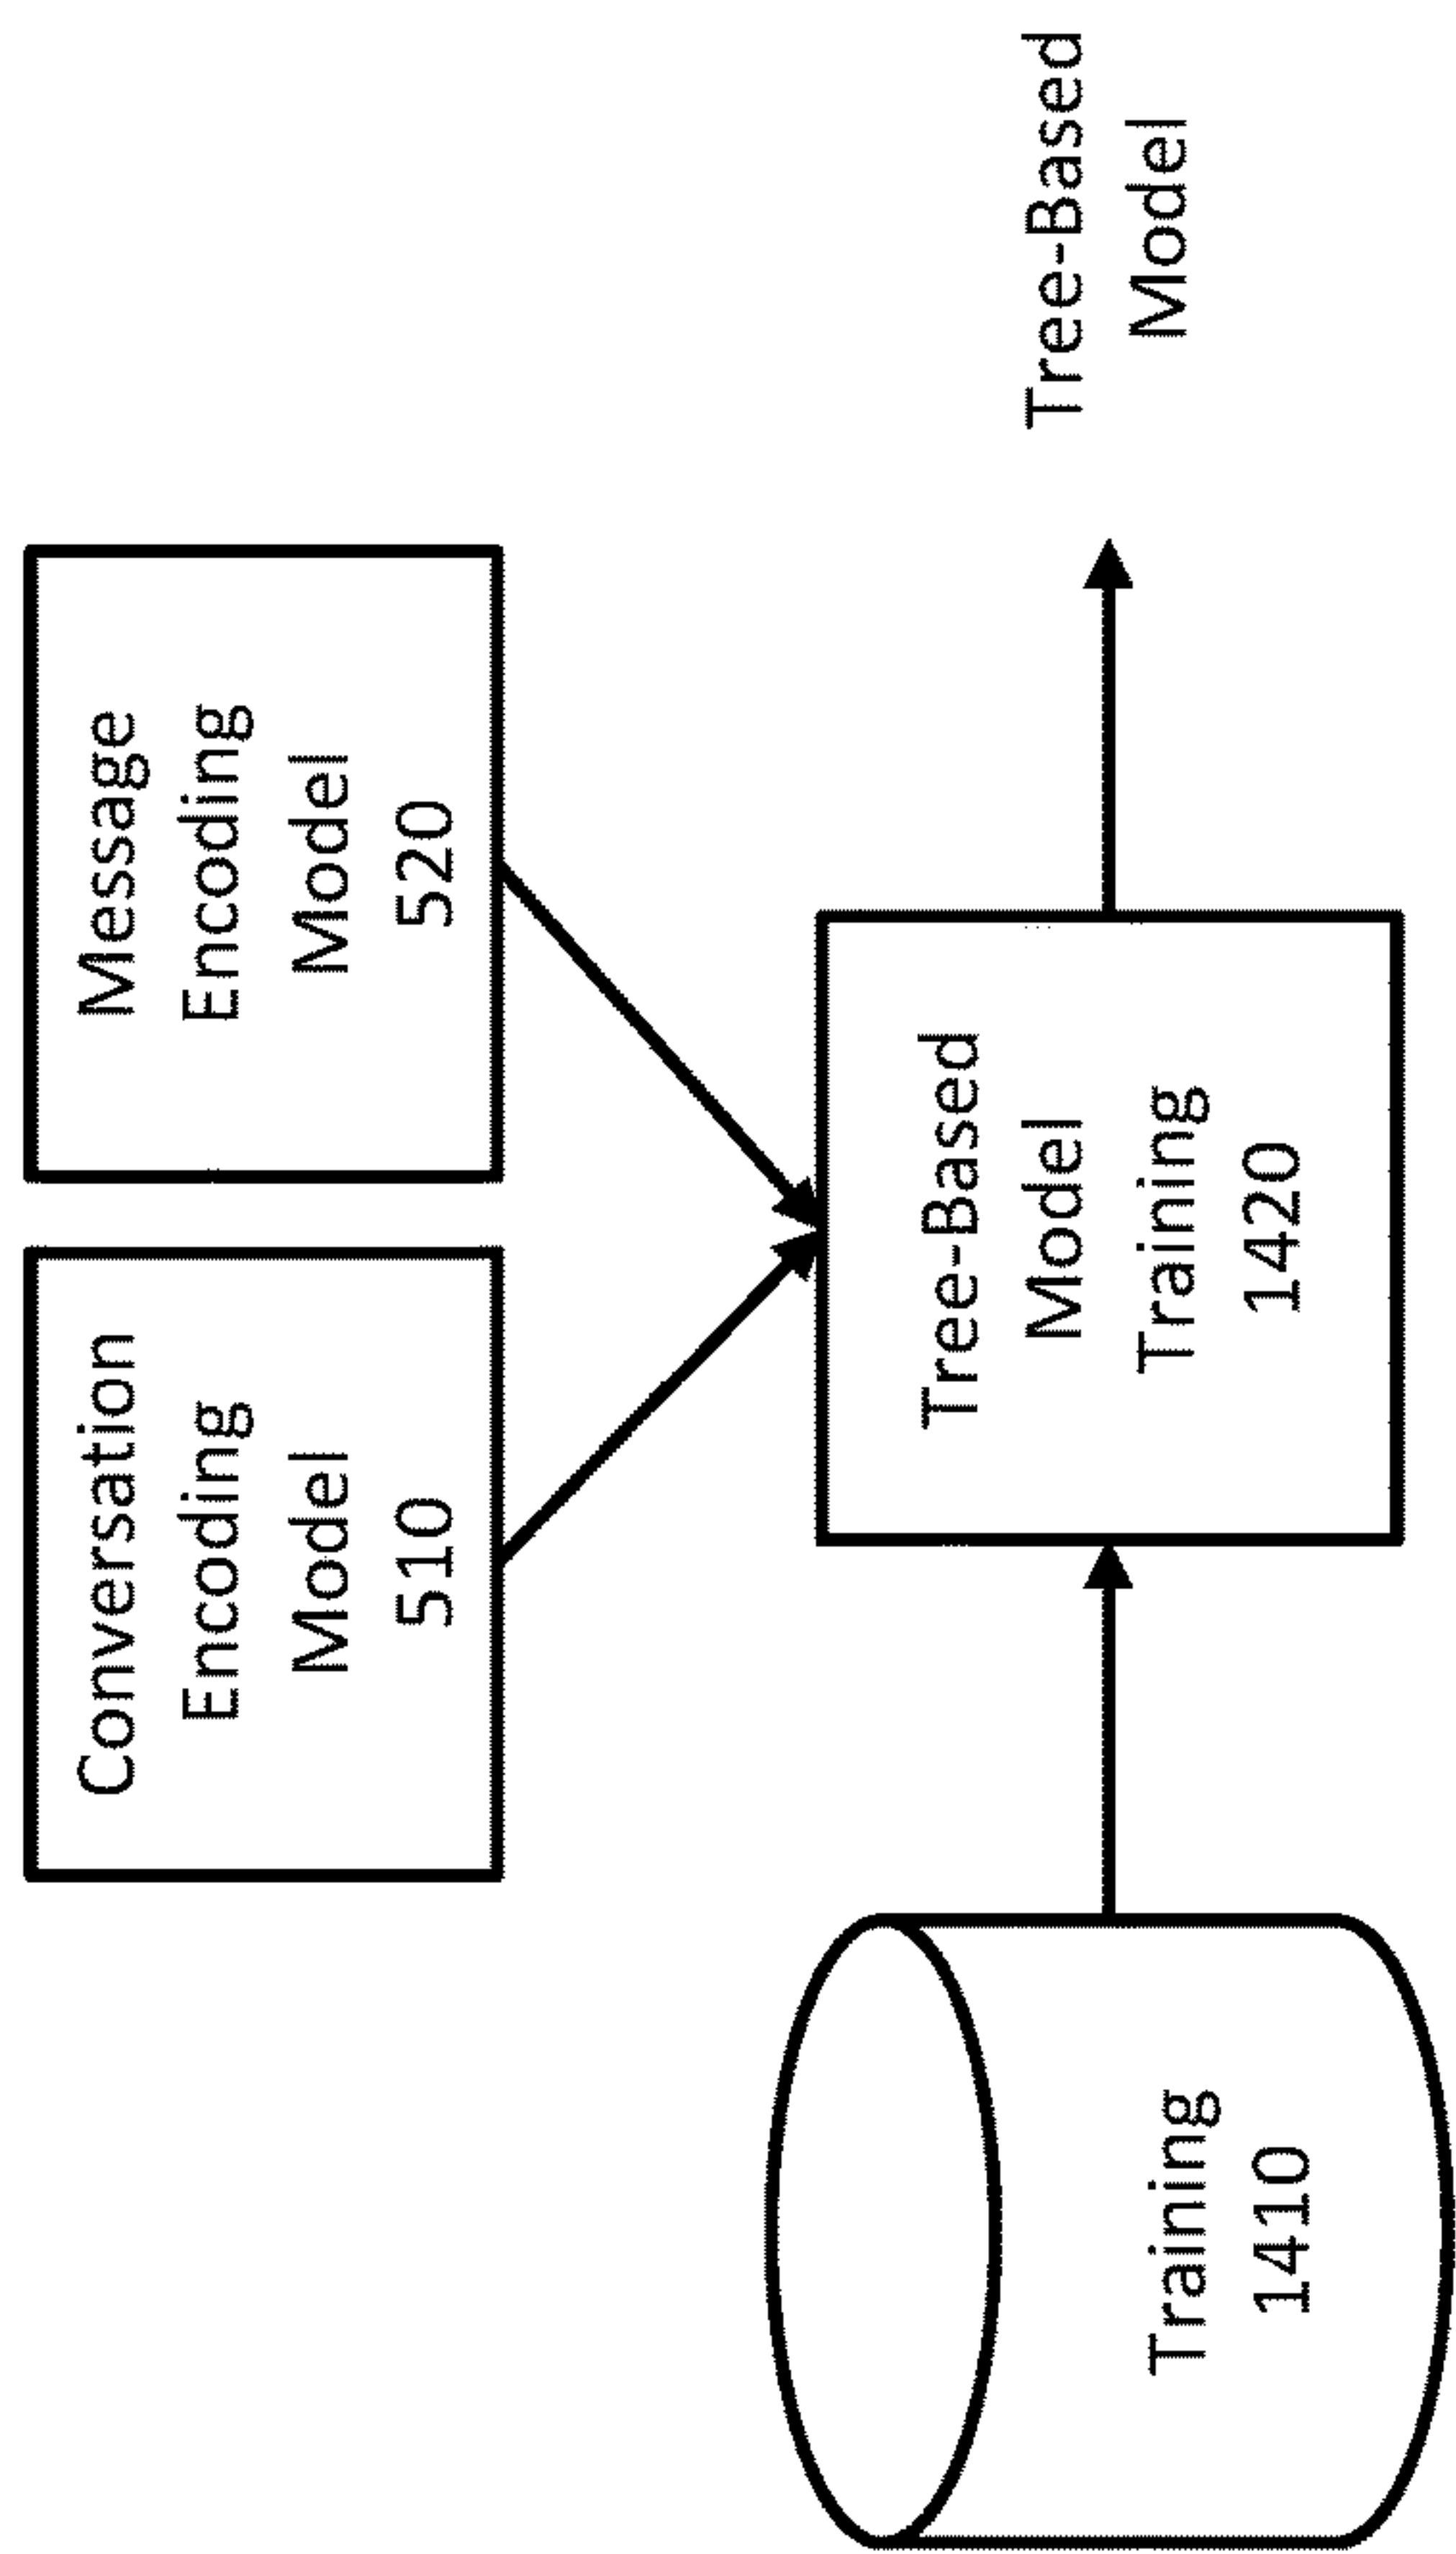 Conversation
Encoding
Model
510
Message
Encoding
Model
520
Training
1410
Tree-Based
Model
Training
1420
Tree-Based
Model